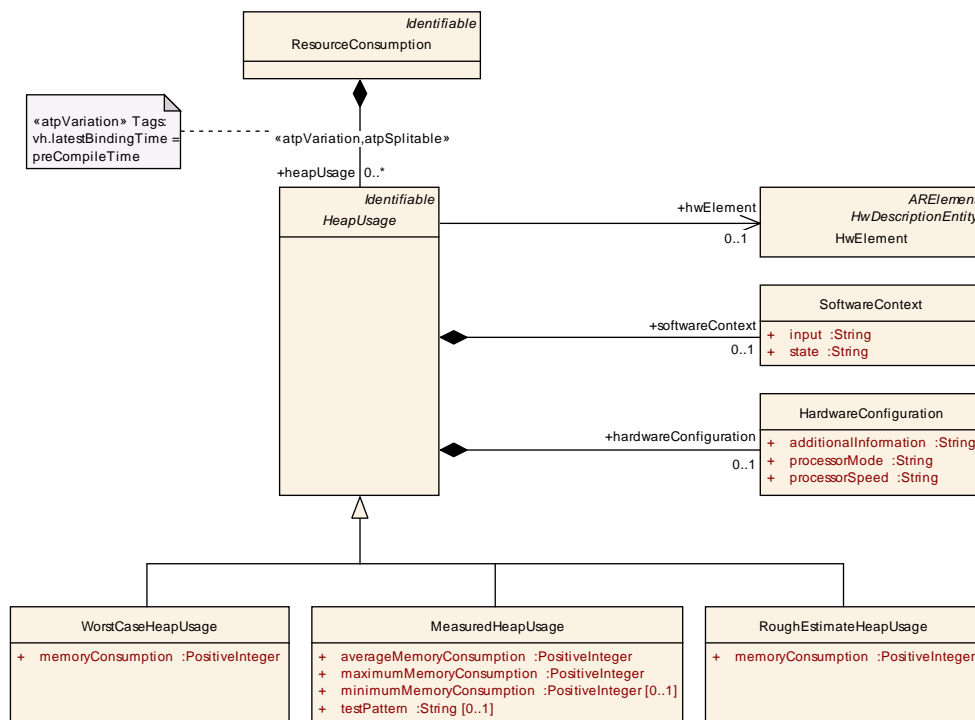 Identifiable
ResourceConsumption
«atpVariation» Tags:
vh.latestBindingTime =
preCompileTime
«atpVariation,atpSplitable»
+heapUsage 0..*
Identifiable
HeapUsage
+hwElement
0..1
ARElement
HwDescriptionEntity
HwElement
+softwareContext
0..1
SoftwareContext
+ input :String
+ state :String
+hardwareConfiguration
0..1
HardwareConfiguration
+ additionalInformation :String
+ processorMode :String
+ processorSpeed :String
WorstCaseHeapUsage
+ memoryConsumption :PositiveInteger
MeasuredHeapUsage
+ averageMemoryConsumption :PositiveInteger
+ maximumMemoryConsumption :PositiveInteger
+ minimumMemoryConsumption :PositiveInteger [0..1]
+ testPattern :String [0..1]
RoughEstimateHeapUsage
+ memoryConsumption :PositiveInteger